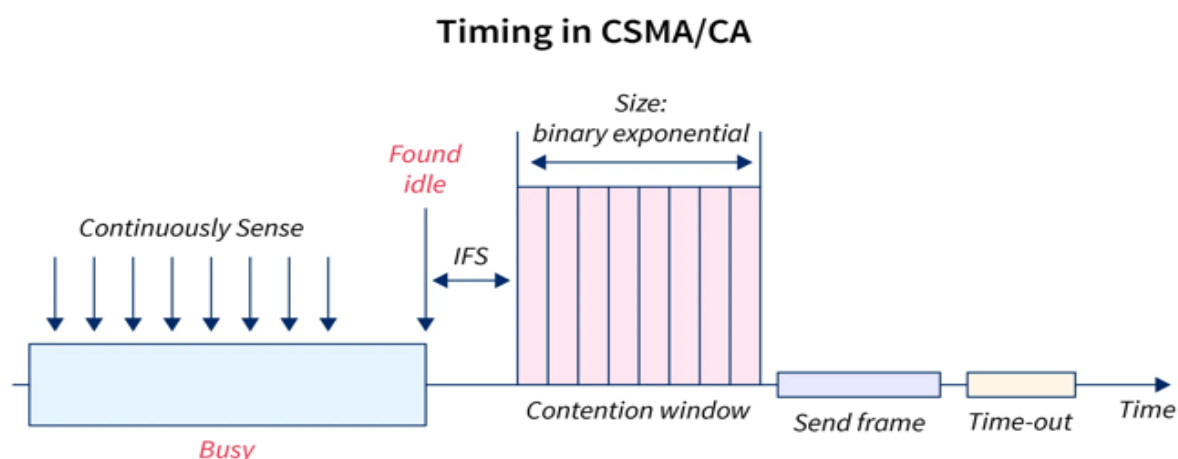 Timing in CSMA/CA
Size:
binary exponential
Found
idle
Continuously Sense
IFS
Contention window
Send frame
Time-out
Time
Busy